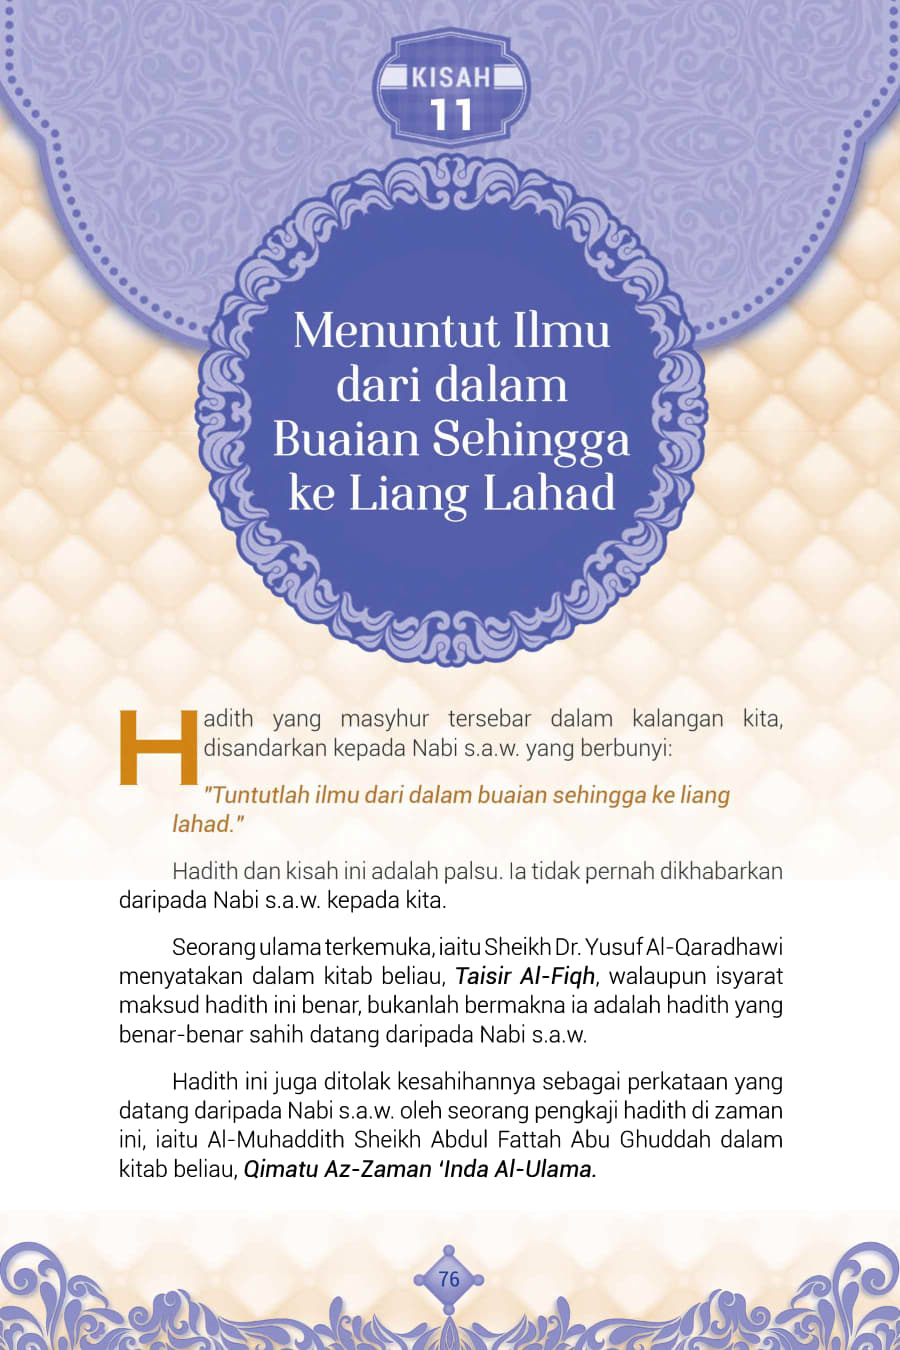 KISAH
11
Menuntut Ilmu
dari dalam
Buaian Sehingga
ke Liang Lahad
Hadith yang masyhur tersebar dalam kalangan kita,
disandarkan kepada Nabi s.a.w. yang berbunyi:
"Tuntutlah ilmu dari dalam buaian sehingga ke liang
lahad."
Hadith dan kisah ini adalah palsu. Ia tidak pernah dikhabarkan
daripada Nabi s.a.w. kepada kita.
Seorang ulama terkemuka, iaitu Sheikh Dr. Yusuf Al-Qaradhawi
menyatakan dalam kitab beliau, Taisir Al-Fiqh, walaupun isyarat
maksud hadith ini benar, bukanlah bermakna ia adalah hadith yang
benar-benar sahih datang daripada Nabi s.a.w.
Hadith ini juga ditolak kesahihannya sebagai perkataan yang
datang daripada Nabi s.a.w. oleh seorang pengkaji hadith di zaman
ini, iaitu Al-Muhaddith Sheikh Abdul Fattah Abu Ghuddah dalam
kitab beliau, Qimatu Az-Zaman ‘Inda Al-Ulama.
76